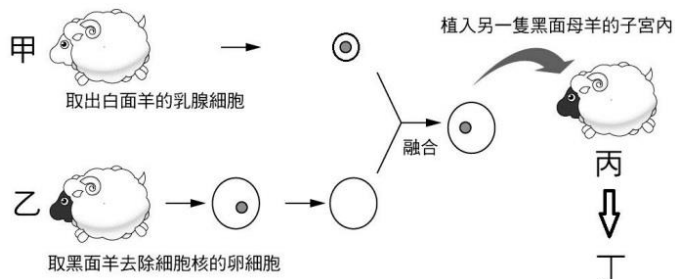 植入另一隻黑面母羊的子宮內
甲
取出白面羊的乳腺細胞
融合
丙
乙
取黑面羊去除細胞核的卵細胞
丁